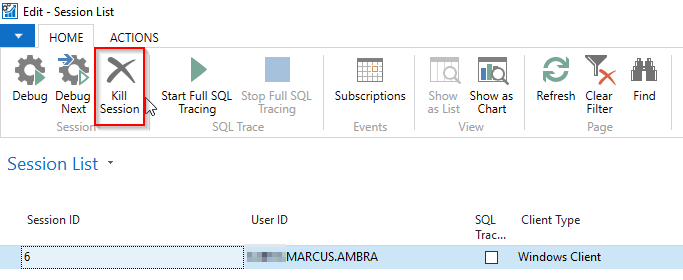 Edit - Session List
HOME ACTIONS
Debug Debug Next Kill Session Start Full SQL Tracing Stop Full SQL Tracing Subscriptions Show as List Show as Chart Refresh Clear Filter Find
Session SQL Trace Events View Page
Session List
Session ID User ID SQL Trac... Client Type
6 MARCUS.AMBRA Windows Client